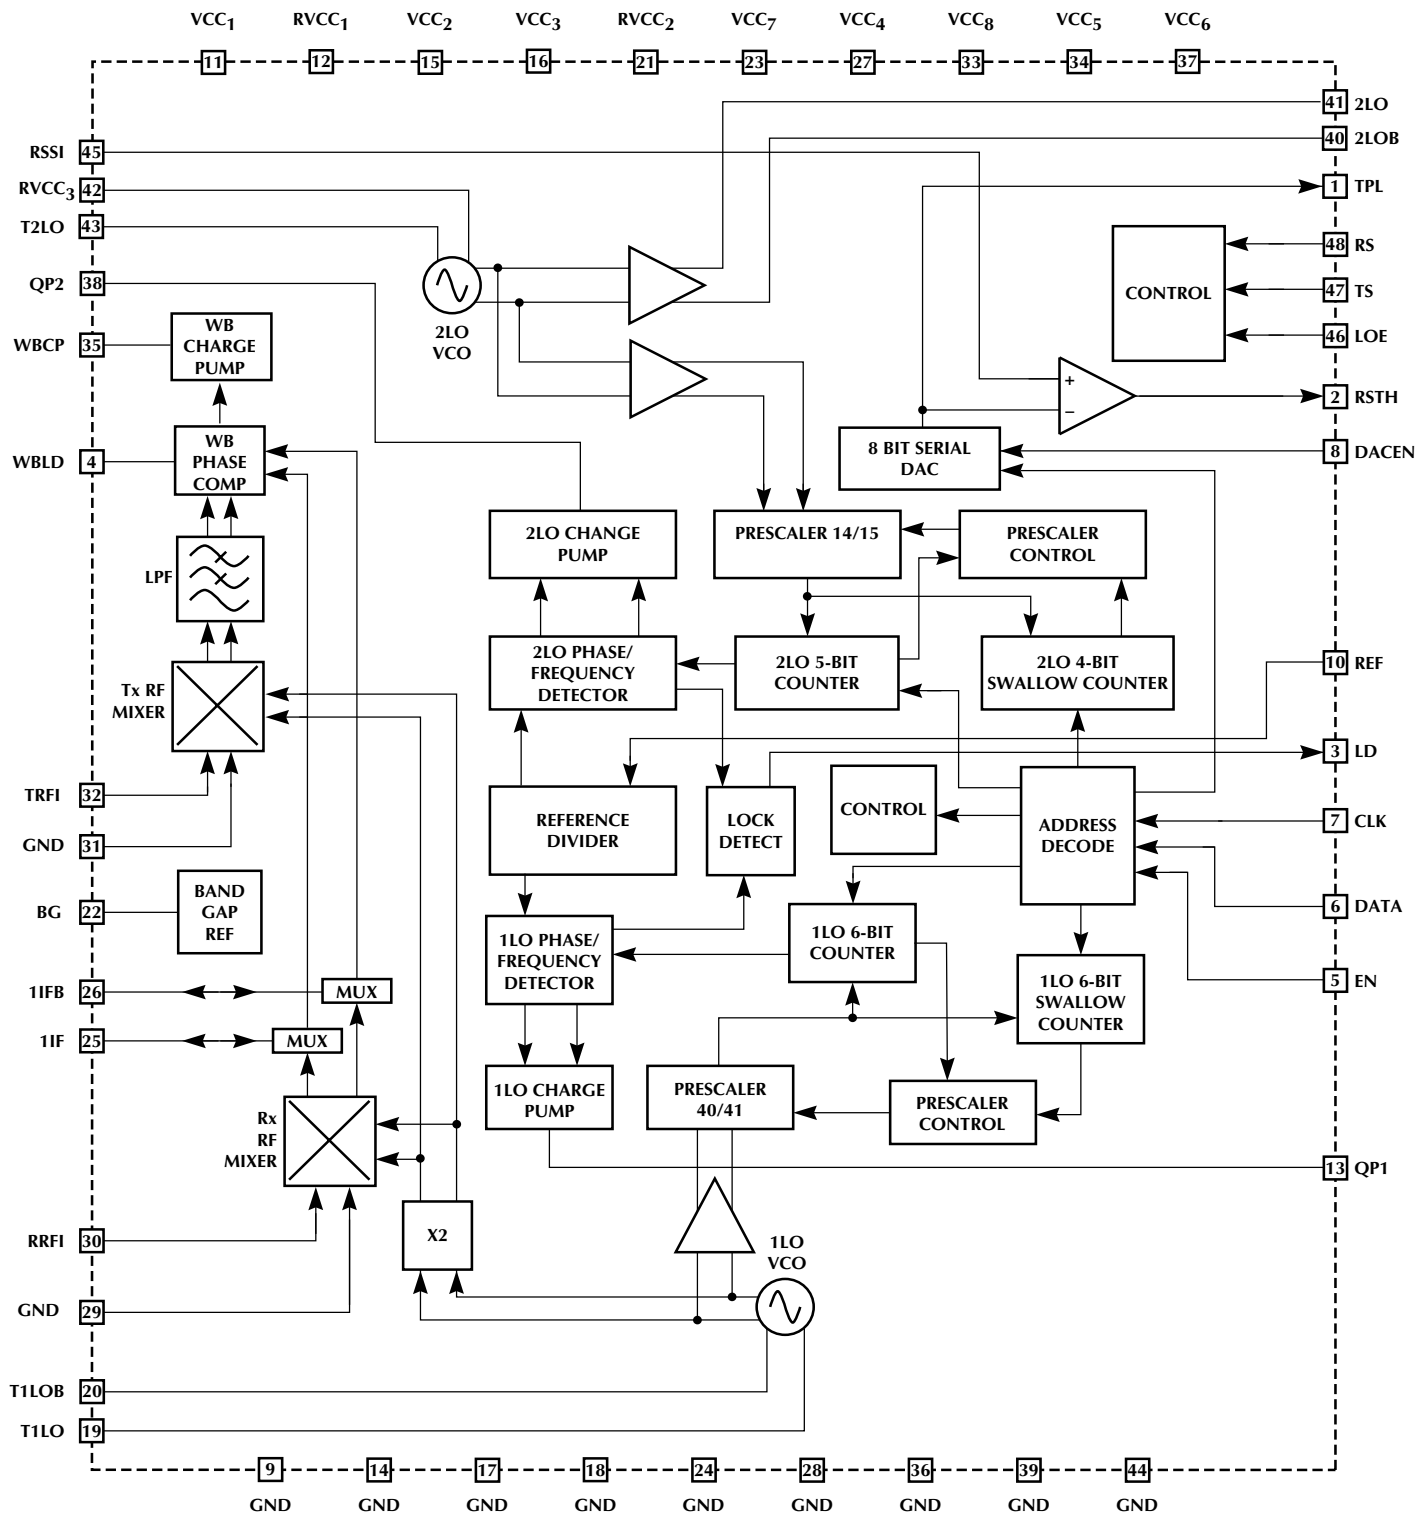 VCC1 RVCC1 VCC2 VCC3 RVCC2 VCC7 VCC4 VCC8 VCC5 VCC6
11 12 15 16 21 23 27 33 34 37
41 2LO
40 2LOB
RSSI 45
RVCC3 42
1 TPL
T2LO 43
48 RS
QP2 38
47 TS
CONTROL
2LO
VCO
46 LOE
WBCP 35
WB
CHARGE
PUMP
+
−
2 RSTH
WBLD 4
WB
PHASE
COMP
8 BIT SERIAL
DAC
8 DACEN
2LO CHANGE
PUMP
PRESCALER 14/15
PRESCALER
CONTROL
LPF
2LO PHASE/
FREQUENCY
DETECTOR
2LO 5-BIT
COUNTER
2LO 4-BIT
SWALLOW COUNTER
10 REF
Tx RF
MIXER
3 LD
TRFI 32
REFERENCE
DIVIDER
LOCK
DETECT
CONTROL
ADDRESS
DECODE
7 CLK
GND 31
BG 22
BAND
GAP
REF
6 DATA
1LO PHASE/
FREQUENCY
DETECTOR
1LO 6-BIT
COUNTER
1LO 6-BIT
SWALLOW
COUNTER
5 EN
1IFB 26
MUX
1IF 25
MUX
1LO CHARGE
PUMP
PRESCALER
40/41
PRESCALER
CONTROL
Rx
RF
MIXER
13 QP1
X2
RRFI 30
1LO
VCO
GND 29
T1LOB 20
T1LO 19
9 14 17 18 24 28 36 39 44
GND GND GND GND GND GND GND GND GND